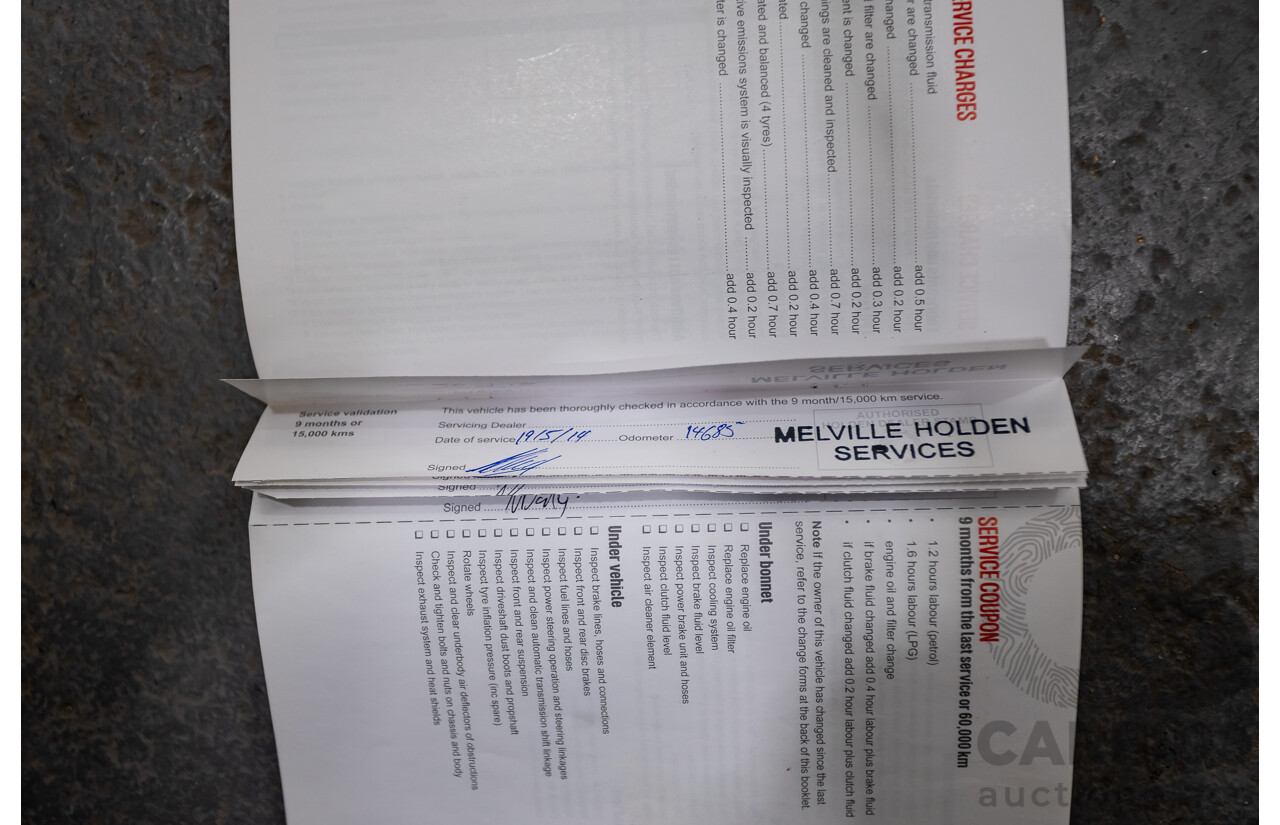 SERVICE CHARGES
transmission fluid
are changed ... add 0.5 hour
changed ... add 0.2 hour
filter are changed ... add 0.3 hour
is changed ... add 0.2 hour
are cleaned and inspected ... add 0.7 hour
changed ... add 0.4 hour
... add 0.2 hour
and balanced (4 tyres) ... add 0.7 hour
emissions system is visually inspected ... add 0.2 hour
is changed ... add 0.4 hour
MELVILLE HOLDEN
SERVICES
Service validation
9 months or
15,000 kms
This vehicle has been thoroughly checked in accordance with the 9 month/15,000 km service.
Servicing Dealer
Date of service 19/5/14 Odometer 14685
AUTHORISED
MELVILLE HOLDEN
SERVICES
Signed
Signed
Signed
SERVICE COUPON
9 months from the last service or 60,000 km
• 1.2 hours labour (petrol)
• 1.6 hours labour (LPG)
engine oil and filter change
• if brake fluid changed add 0.4 hour labour plus brake fluid
• if clutch fluid changed add 0.2 hour labour plus clutch fluid
Note If the owner of this vehicle has changed since the last
service, refer to the change forms at the back of this booklet.
Under bonnet
❑ Replace engine oil
❑ Replace engine oil filter
❑ Inspect cooling system
❑ Inspect brake fluid level
❑ Inspect power brake unit and hoses
❑ Inspect clutch fluid level
❑ Inspect air cleaner element
Under vehicle
❑ Inspect brake lines, hoses and connections
❑ Inspect front and rear disc brakes
❑ Inspect fuel lines and hoses
❑ Inspect power steering operation and steering linkages
❑ Inspect and clean automatic transmission shift linkage
❑ Inspect front and rear suspension
❑ Inspect driveshaft dust boots and propshaft
❑ Inspect tyre inflation pressure (inc spare)
❑ Rotate wheels
❑ Inspect and clear underbody air deflectors of obstructions
❑ Check and tighten bolts and nuts on chassis and body
❑ Inspect exhaust system and heat shields